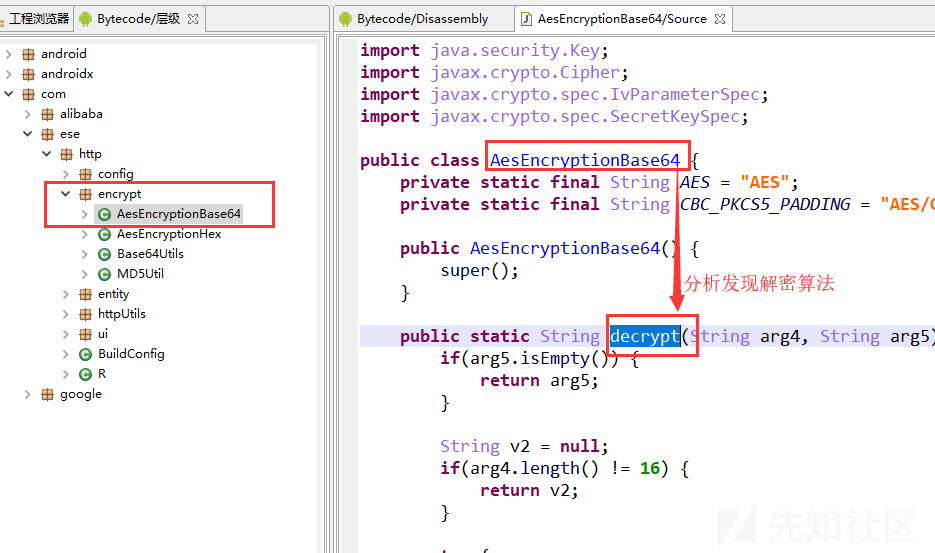 工程浏览器
Bytecode/层级
android
androidx
com
alibaba
ese
http
config
encrypt
AesEncryptionBase64
AesEncryptionHex
Base64Utils
MD5Util
entity
httpUtils
ui
BuildConfig
R
google
Bytecode/Disassembly
AesEncryptionBase64/Source
import java.security.Key;
import javax.crypto.Cipher;
import javax.crypto.spec.IvParameterSpec;
import javax.crypto.spec.SecretKeySpec;
public class AesEncryptionBase64 {
private static final String AES = "AES";
private static final String CBC_PKCS5_PADDING = "AES/
public AesEncryptionBase64() {
super();
}
分析发现解密算法
public static String decrypt(String arg4, String arg5)
if(arg5.isEmpty()) {
return arg5;
}
String v2 = null;
if(arg4.length() != 16) {
return v2;
}
先知社区